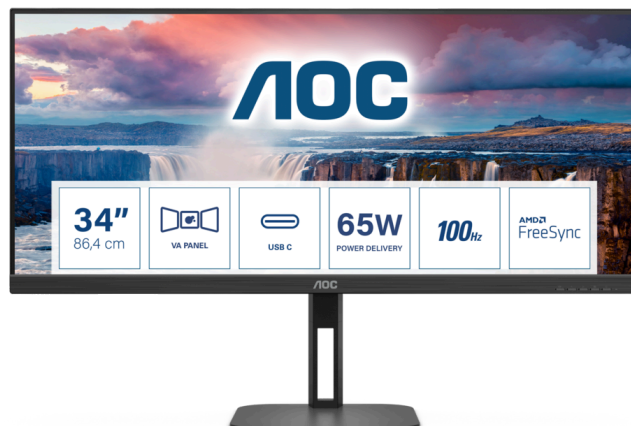 AOC
34"
86,4 cm
VA PANEL
USB C
65W
POWER DELIVERY
100Hz
AMD
FreeSync
AOC